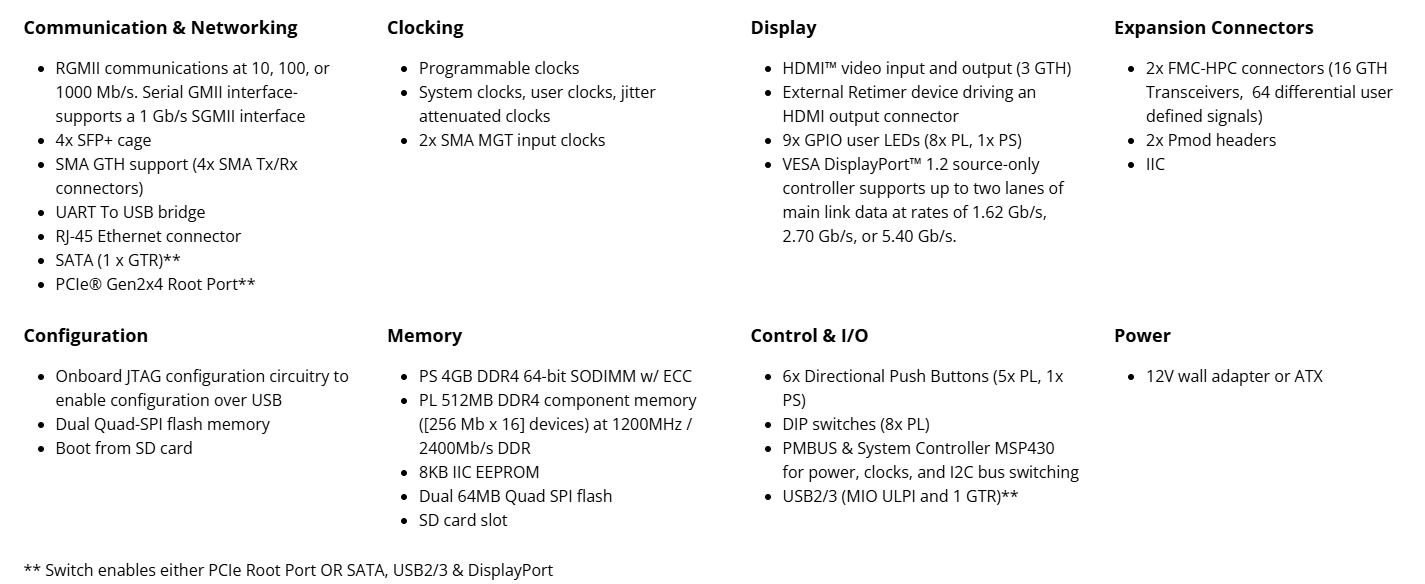 Communication & Networking
RGMII communications at 10, 100, or
1000 Mb/s. Serial GMII interface-
supports a 1 Gb/s SGMII interface
4x SFP+ cage
SMA GTH support (4x SMA Tx/Rx
connectors)
UART To USB bridge
RJ-45 Ethernet connector
SATA (1 x GTR)**
PCIe® Gen2x4 Root Port**
Clocking
Programmable clocks
System clocks, user clocks, jitter
attenuated clocks
2x SMA MGT input clocks
Display
HDMI™ video input and output (3 GTH)
External Retimer device driving an
HDMI output connector
9x GPIO user LEDs (8x PL, 1x PS)
VESA DisplayPort™ 1.2 source-only
controller supports up to two lanes of
main link data at rates of 1.62 Gb/s,
2.70 Gb/s, or 5.40 Gb/s.
Expansion Connectors
2x FMC-HPC connectors (16 GTH
Transceivers,  64 differential user
defined signals)
2x Pmod headers
IIC
Configuration
Onboard JTAG configuration circuitry to
enable configuration over USB
Dual Quad-SPI flash memory
Boot from SD card
Memory
PS 4GB DDR4 64-bit SODIMM w/ ECC
PL 512MB DDR4 component memory
([256 Mb x 16] devices) at 1200MHz /
2400Mb/s DDR
8KB IIC EEPROM
Dual 64MB Quad SPI flash
SD card slot
Control & I/O
6x Directional Push Buttons (5x PL, 1x
PS)
DIP switches (8x PL)
PMBUS & System Controller MSP430
for power, clocks, and I2C bus switching
USB2/3 (MIO ULPI and 1 GTR)**
Power
12V wall adapter or ATX
** Switch enables either PCIe Root Port OR SATA, USB2/3 & DisplayPort